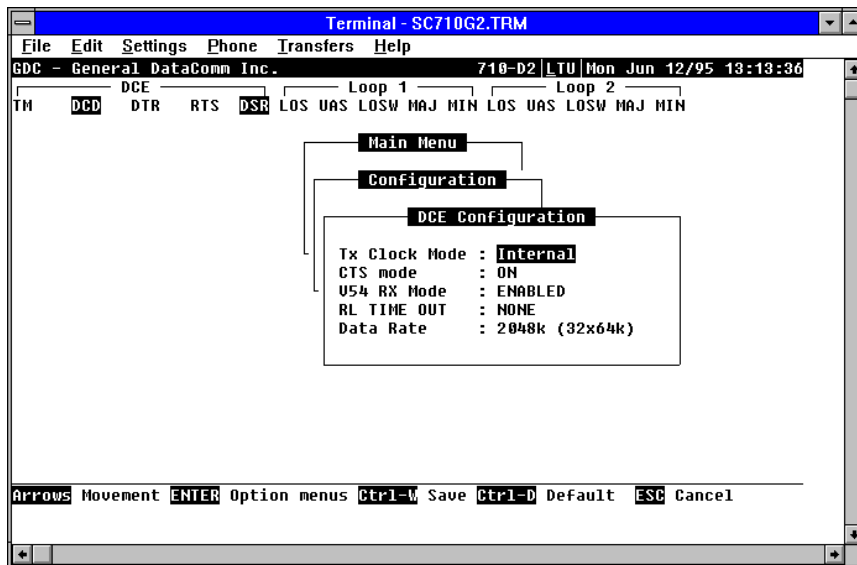 Terminal - SC710G2.TRM
File Edit Settings Phone Transfers Help
GDC - General DataComm Inc. 710-D2|LTU|Mon Jun 12/95 13:13:36
DCE Loop 1 Loop 2
TM DCD DTR RTS DSR LOS UAS LOSW MAJ MIN LOS UAS LOSW MAJ MIN
Main Menu
Configuration
DCE Configuration
Tx Clock Mode : Internal
CTS mode : ON
V54 RX Mode : ENABLED
RL TIME OUT : NONE
Data Rate : 2048k (32x64k)
Arrows Movement ENTER Option menus Ctrl-W Save Ctrl-D Default ESC Cancel